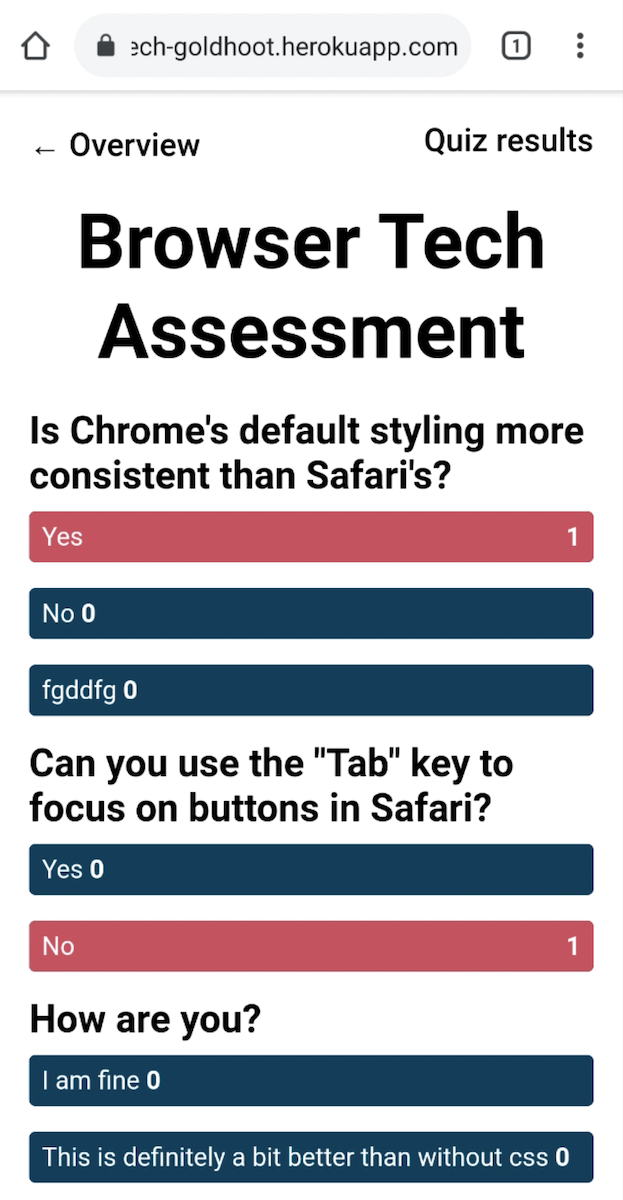 ech-goldhoot.herokuapp.com 1
← Overview Quiz results
Browser Tech
Assessment
Is Chrome's default styling more
consistent than Safari's?
Yes 1
No 0
fgddfg 0
Can you use the "Tab" key to
focus on buttons in Safari?
Yes 0
No 1
How are you?
I am fine 0
This is definitely a bit better than without css 0